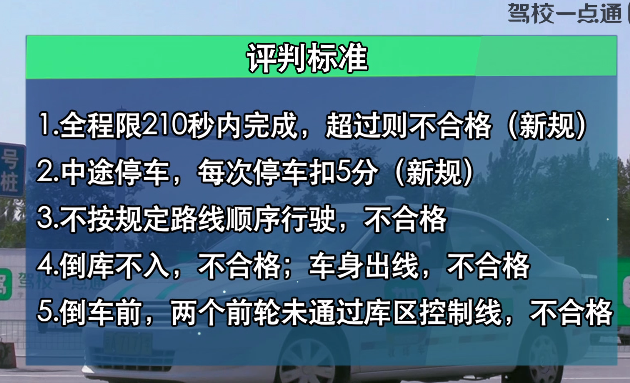 驾校一点通
评判标准
1.全程限210秒内完成，超过则不合格（新规）
2.中途停车，每次停车扣5分（新规）
3.不按规定路线顺序行驶，不合格
4.倒库不入，不合格；车身出线，不合格
5.倒车前，两个前轮未通过库区控制线，不合格
号
桩
驾校一点